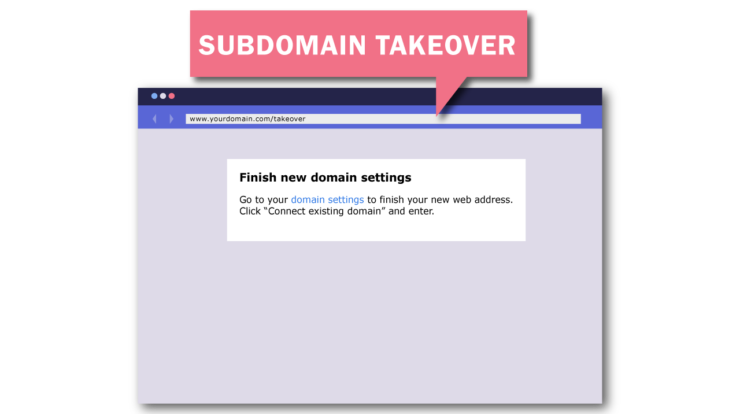 SUBDOMAIN TAKEOVER
www.yourdomain.com/takeover
Finish new domain settings
Go to your domain settings to finish your new web address.
Click “Connect existing domain” and enter.